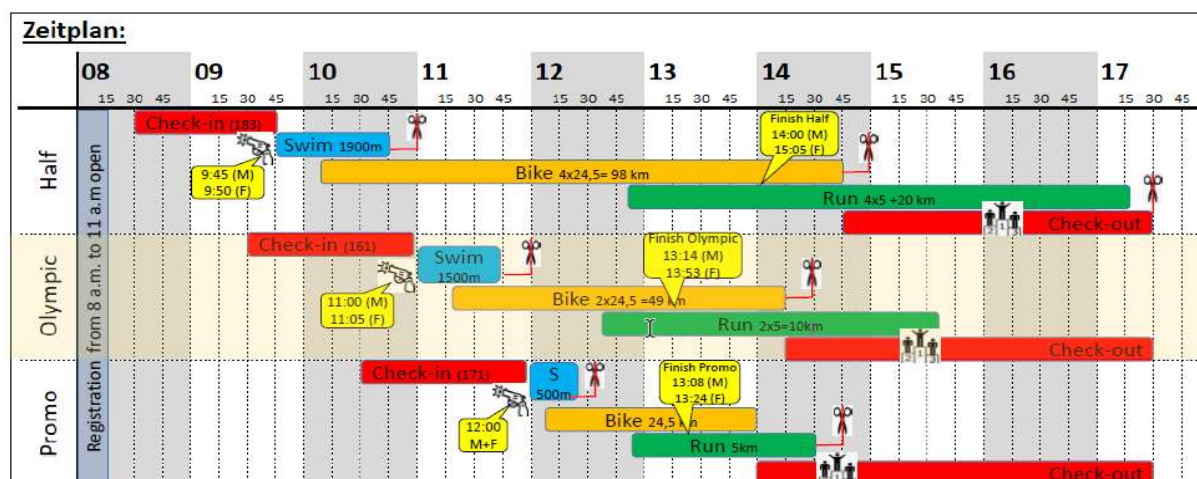 Zeitplan:
08 09 10 11 12 13 14 15 16 17
15 30 45 15 30 45 15 30 45 15 30 45 15 30 45 15 30 45 15 30 45 15 30 45 15 30 45 15 30 45
Registration from 8 a.m. to 11 a.m open
Half
Check-in (183)
9:45 (M)
9:50 (F)
Swim 1900m
Finish Half
14:00 (M)
15:05 (F)
Bike 4x24,5= 98 km
Run 4x5 +20 km
2 1 3
Check-out
Olympic
Check-in (161)
11:00 (M)
11:05 (F)
Swim
1500m
Finish Olympic
13:14 (M)
13:53 (F)
Bike 2x24,5 =49 km
Run 2x5=10km
2 1 3
Check-out
Promo
Check-in (171)
12:00
M+F
S
500m
Finish Promo
13:08 (M)
13:24 (F)
Bike 24,5 km
Run 5km
Check-out